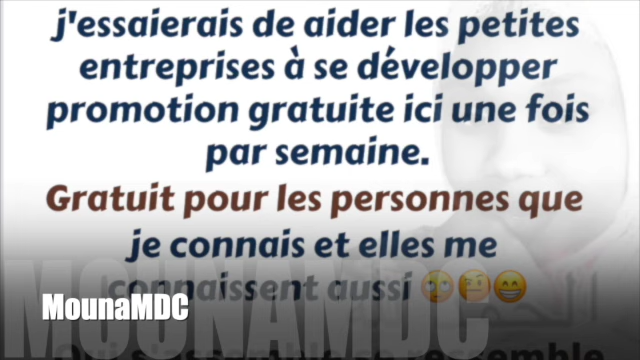 j'essaierais de aider les petites
entreprises à se développer
promotion gratuite ici une fois
par semaine.
Gratuit pour les personnes que
je connais et elles me
connaissent aussi 🙄🤨😁
MOUNAMDC
MounaMDC